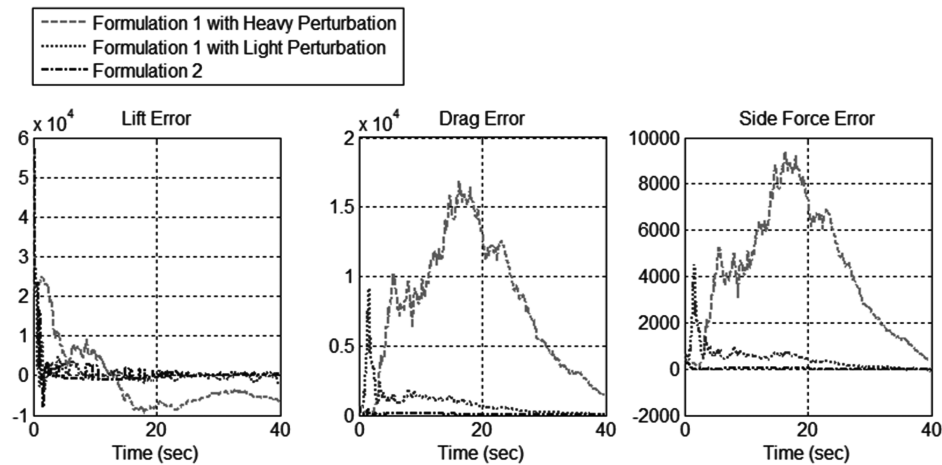 Formulation 1 with Heavy Perturbation
Formulation 1 with Light Perturbation
Formulation 2
Lift Error
x 10^4
6
5
4
3
2
1
0
-1
0
20
40
Time (sec)
Drag Error
x 10^4
2
1.5
1
0.5
0
0
20
40
Time (sec)
Side Force Error
10000
8000
6000
4000
2000
0
-2000
0
20
40
Time (sec)